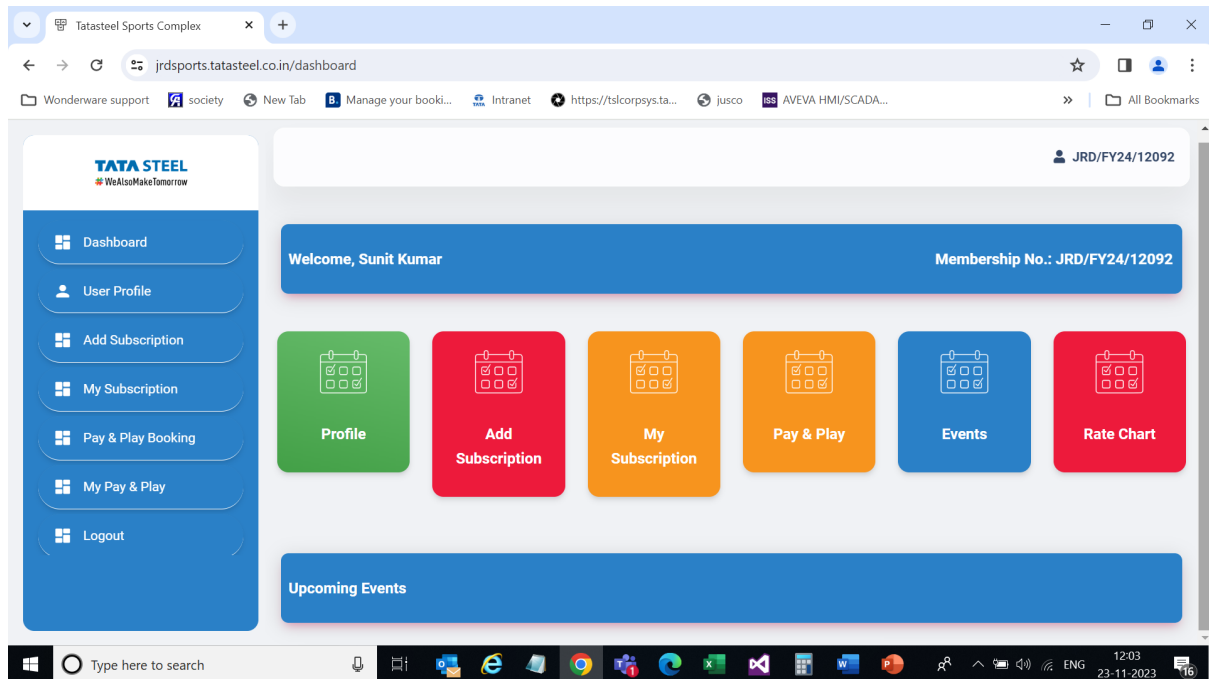 Tatasteel Sports Complex
jrdsports.tatasteel.co.in/dashboard
Wonderware support society New Tab B. Manage your booki... TATA Intranet https://tslcorpsys.ta... jusco ISS AVEVA HMI/SCADA... » All Bookmarks
TATA STEEL
#WeAlsoMakeTomorrow
JRD/FY24/12092
Dashboard
User Profile
Add Subscription
My Subscription
Pay & Play Booking
My Pay & Play
Logout
Welcome, Sunit Kumar Membership No.: JRD/FY24/12092
Profile
Add
Subscription
My
Subscription
Pay & Play
Events
Rate Chart
Upcoming Events
Type here to search
ENG
12:03
23-11-2023
16